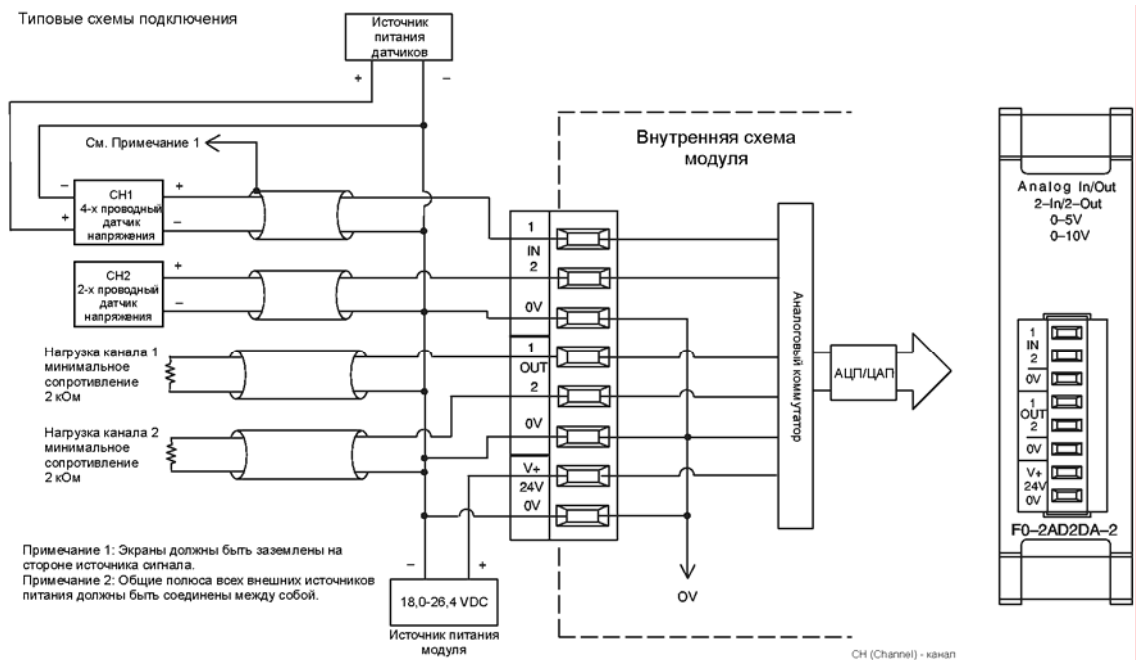 Типовые схемы подключения
Источник
питания
датчиков
+
–
См. Примечание 1
Внутренняя схема
модуля
–
+
CH1
4-х проводный
датчик
напряжения
+
–
CH2
2-х проводный
датчик
напряжения
+
–
Нагрузка канала 1
минимальное
сопротивление
2 кОм
Нагрузка канала 2
минимальное
сопротивление
2 кОм
1
IN
2
0V
1
OUT
2
0V
V+
24V
0V
Аналоговый коммутатор
АЦП/ЦАП
0V
Примечание 1: Экраны должны быть заземлены на
стороне источника сигнала.
Примечание 2: Общие полюса всех внешних источников
питания должны быть соединены между собой.
–
+
18,0-26,4 VDC
Источник питания
модуля
CH (Channel) - канал
Analog In/Out
2–In/2–Out
0–5V
0–10V
1
IN
2
0V
1
OUT
2
0V
V+
24V
0V
F0–2AD2DA–2